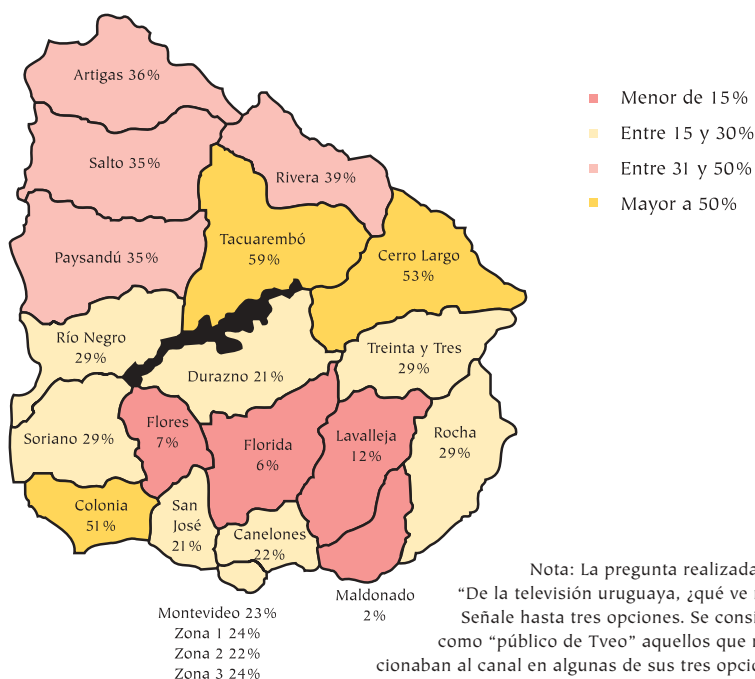 Artigas 36%
Salto 35%
Rivera 39%
Paysandú 35%
Tacuarembó
59%
Cerro Largo
53%
Río Negro
29%
Durazno 21%
Treinta y Tres
29%
Soriano 29%
Flores
7%
Florida
6%
Lavalleja
12%
Rocha
29%
Colonia
51%
San
José
21%
Canelones
22%
Montevideo 23%
Zona 1 24%
Zona 2 22%
Zona 3 24%
Maldonado
2%
Menor de 15%
Entre 15 y 30%
Entre 31 y 50%
Mayor a 50%
Nota: La pregunta realizada
“De la televisión uruguaya, ¿qué ve
Señale hasta tres opciones. Se consi
como “público de Tveo” aquellos que
cionaban al canal en algunas de sus tres opci